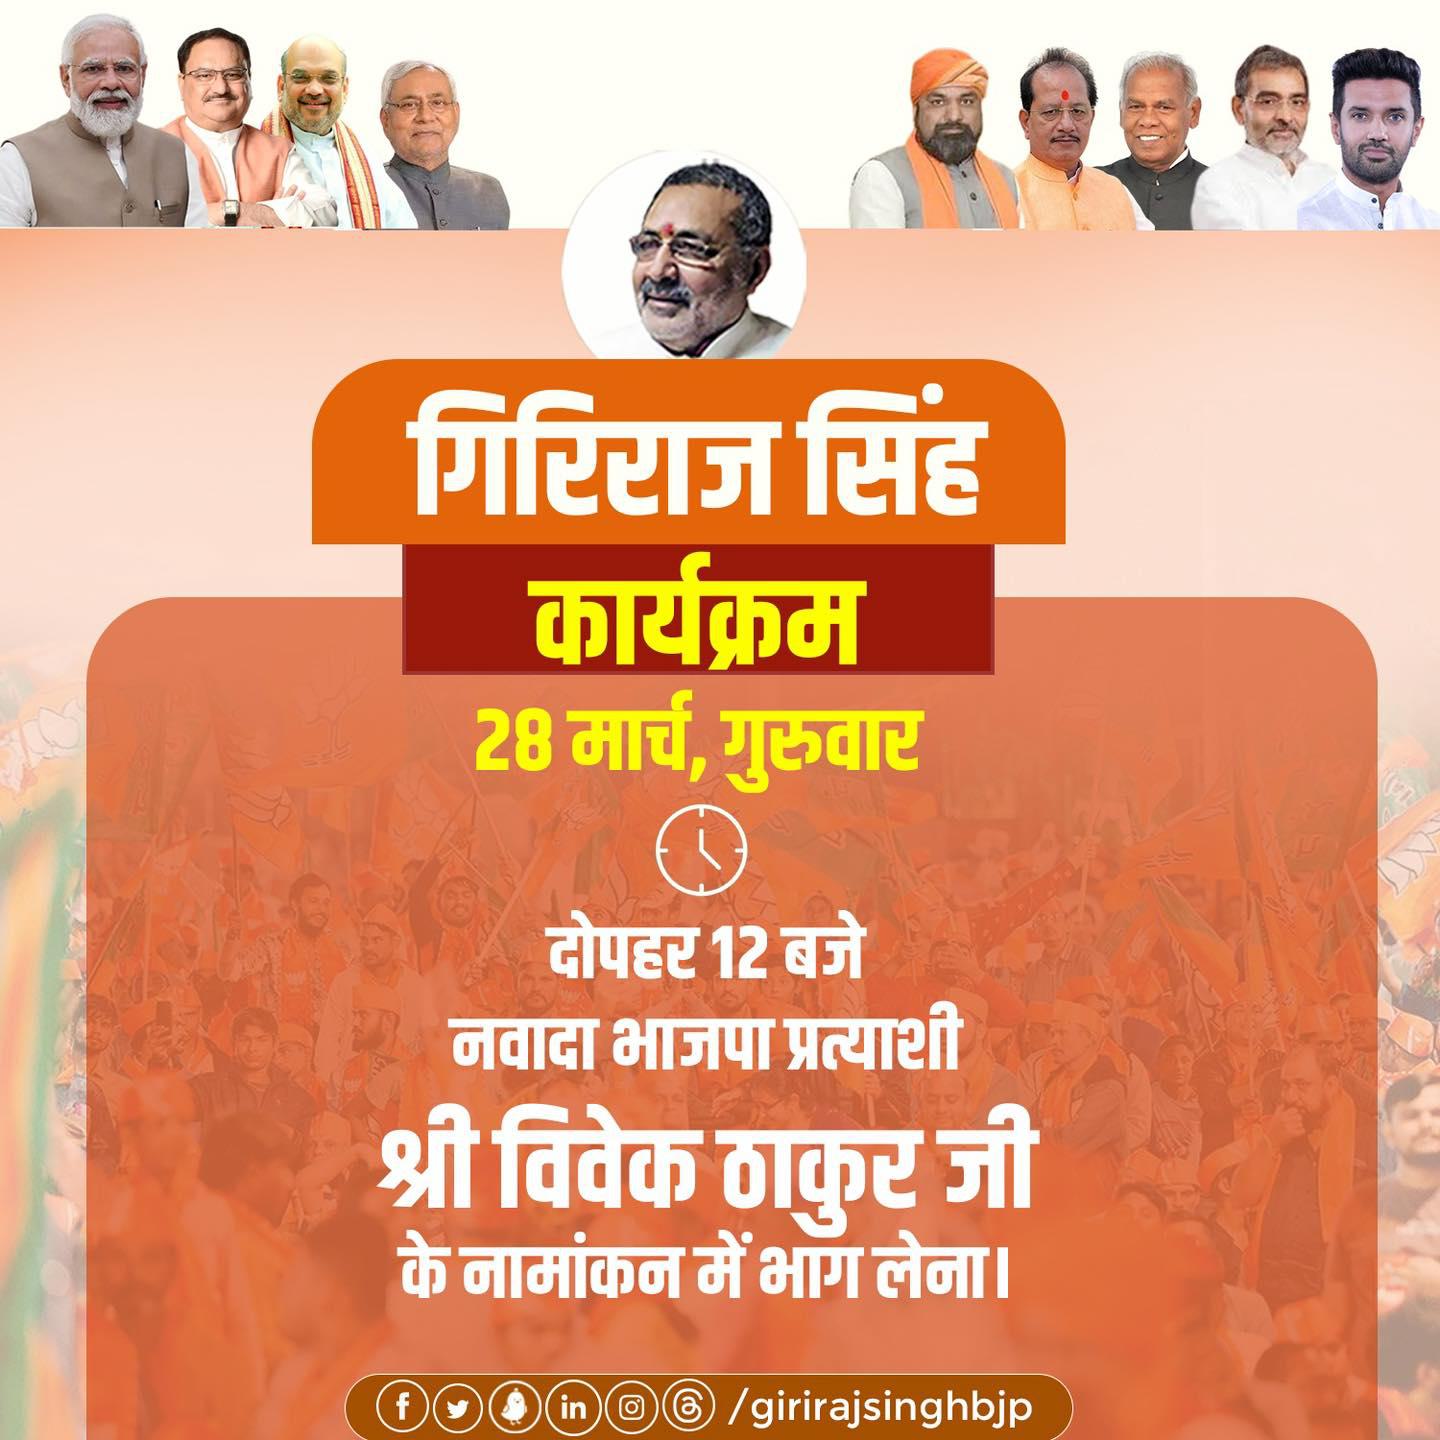 गिरिराज सिंह
कार्यक्रम
28 मार्च, गुरुवार
दोपहर 12 बजे
नवादा भाजपा प्रत्याशी
श्री विवेक ठाकुर जी
के नामांकन में भाग लेना।
/girirajsinghbjp